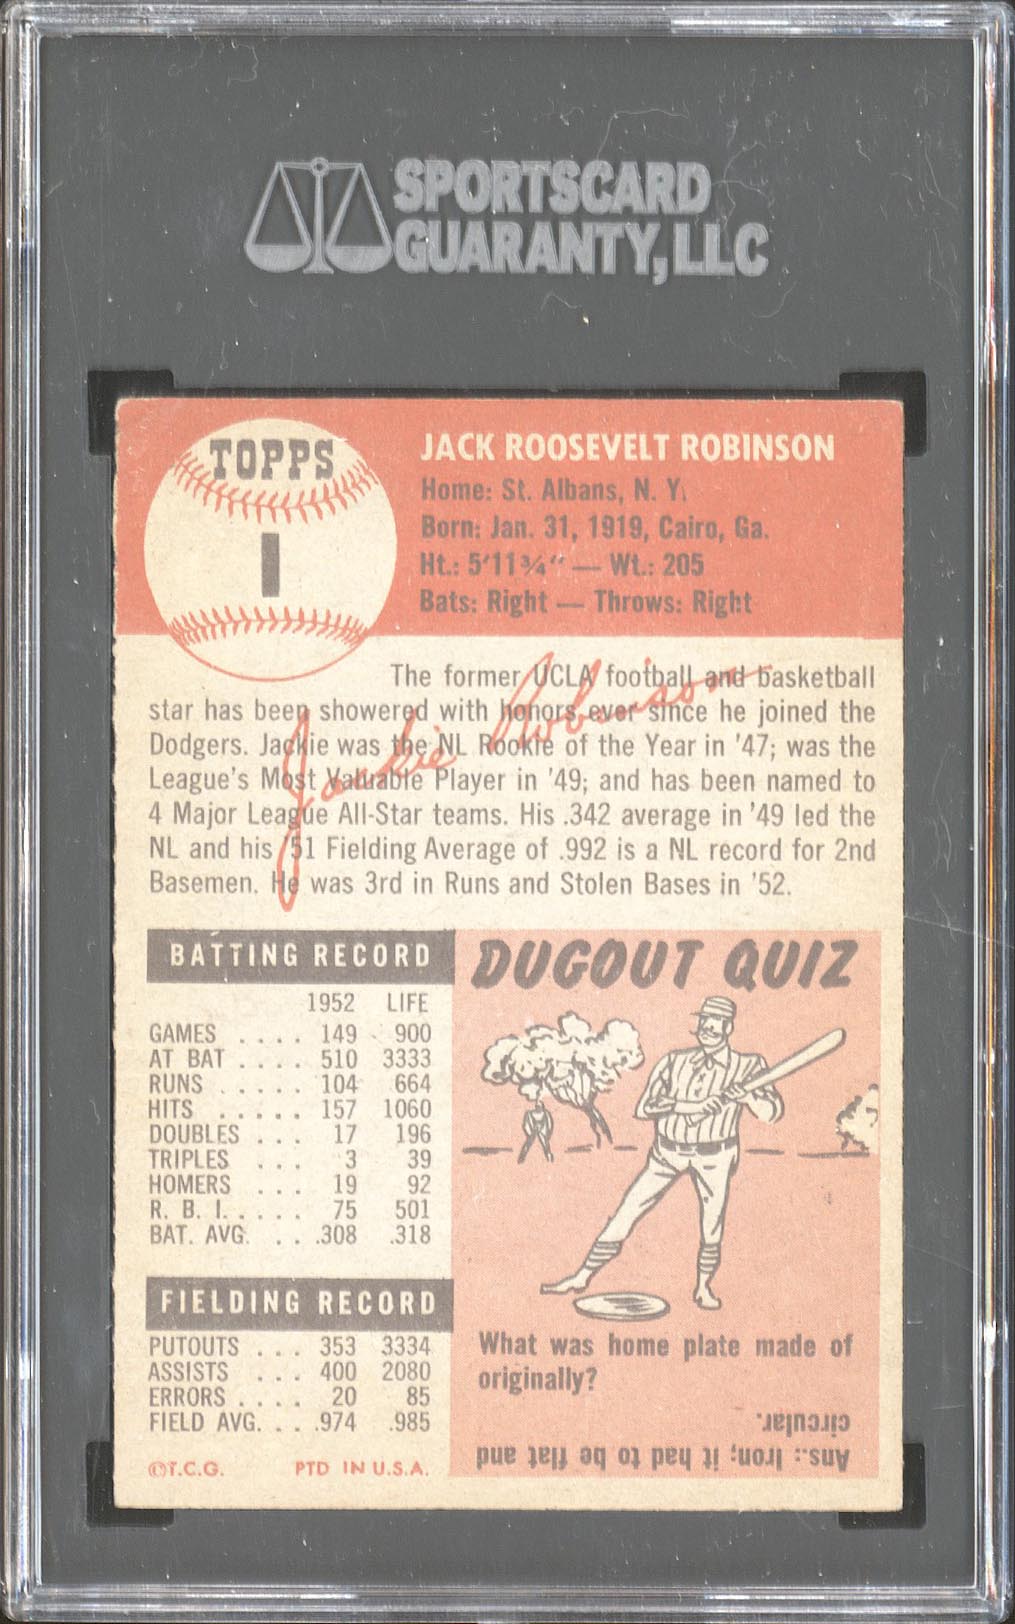 SPORTSCARD
GUARANTY, LLC
TOPPS
1
JACK ROOSEVELT ROBINSON
Home: St. Albans, N. Y.
Born: Jan. 31, 1919, Cairo, Ga.
Ht.: 5'11¾" — Wt.: 205
Bats: Right — Throws: Right
Jackie Robinson
The former UCLA football and basketball
star has been showered with honors ever since he joined the
Dodgers. Jackie was the NL Rookie of the Year in '47; was the
League's Most Valuable Player in '49; and has been named to
4 Major League All-Star teams. His .342 average in '49 led the
NL and his '51 Fielding Average of .992 is a NL record for 2nd
Basemen. He was 3rd in Runs and Stolen Bases in '52.
BATTING RECORD
1952 LIFE
GAMES .... 149 900
AT BAT .... 510 3333
RUNS ..... 104 664
HITS ..... 157 1060
DOUBLES ... 17 196
TRIPLES ... 3 39
HOMERS ... 19 92
R. B. I. .... 75 501
BAT. AVG. ... .308 .318
FIELDING RECORD
PUTOUTS ... 353 3334
ASSISTS ... 400 2080
ERRORS .... 20 85
FIELD AVG. ... .974 .985
©T.C.G. PTD IN U.S.A.
DUGOUT QUIZ
What was home plate made of
originally?
Ans.: Iron; it had to be flat and
circular.